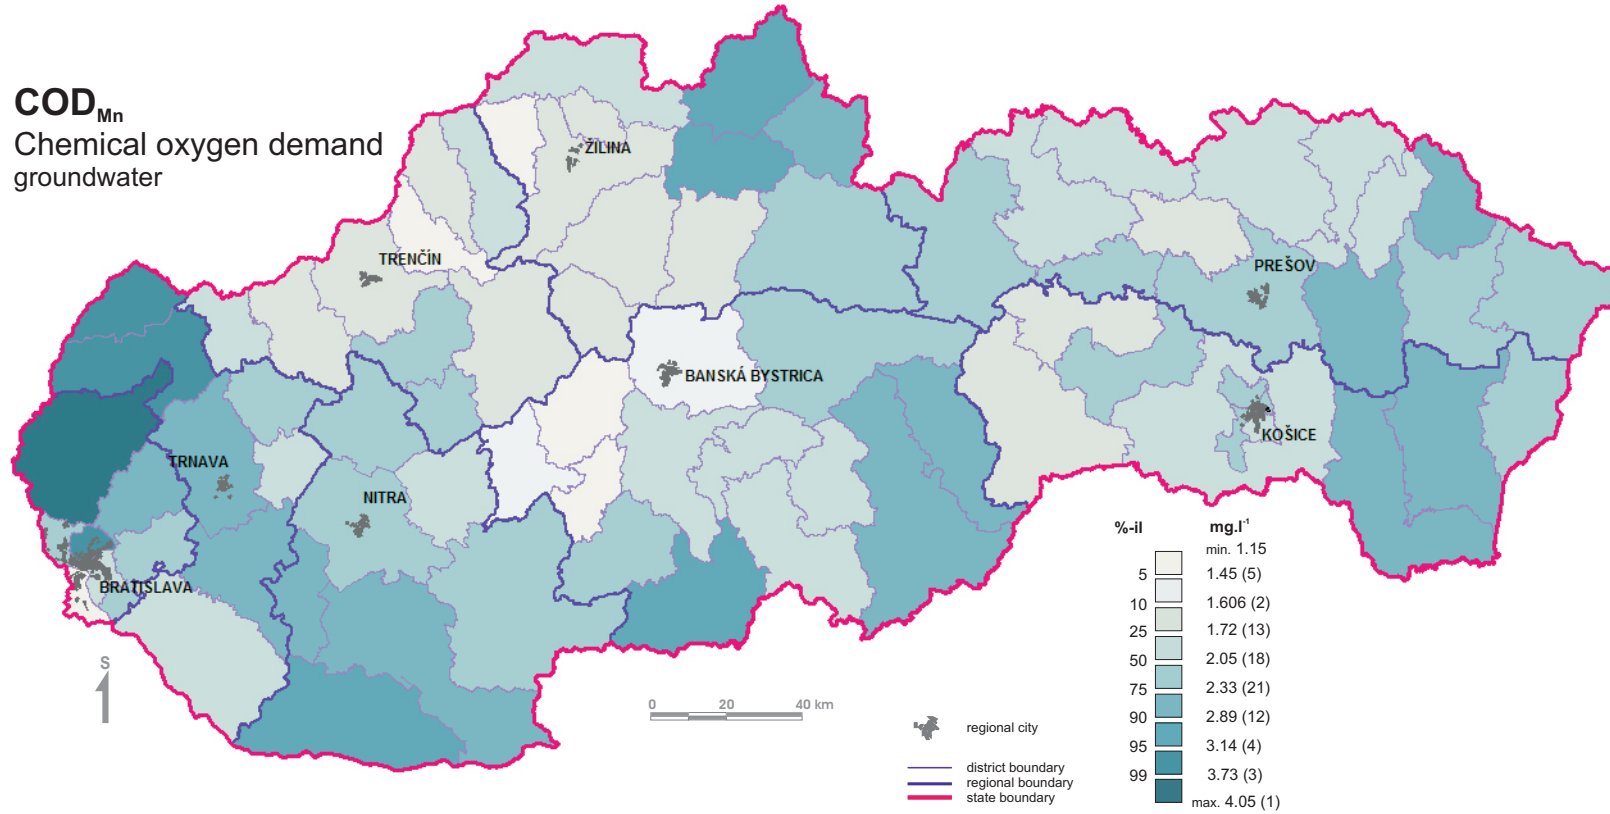 COD Mn
Chemical oxygen demand
groundwater
ŽILINA
TRENČÍN
PREŠOV
BANSKÁ BYSTRICA
KOŠICE
TRNAVA
NITRA
BRATISLAVA
S
0 20 40 km
regional city
district boundary
regional boundary
state boundary
%-il mg.l-1
min. 1.15
5 1.45 (5)
10 1.606 (2)
25 1.72 (13)
50 2.05 (18)
75 2.33 (21)
90 2.89 (12)
95 3.14 (4)
99 3.73 (3)
max. 4.05 (1)